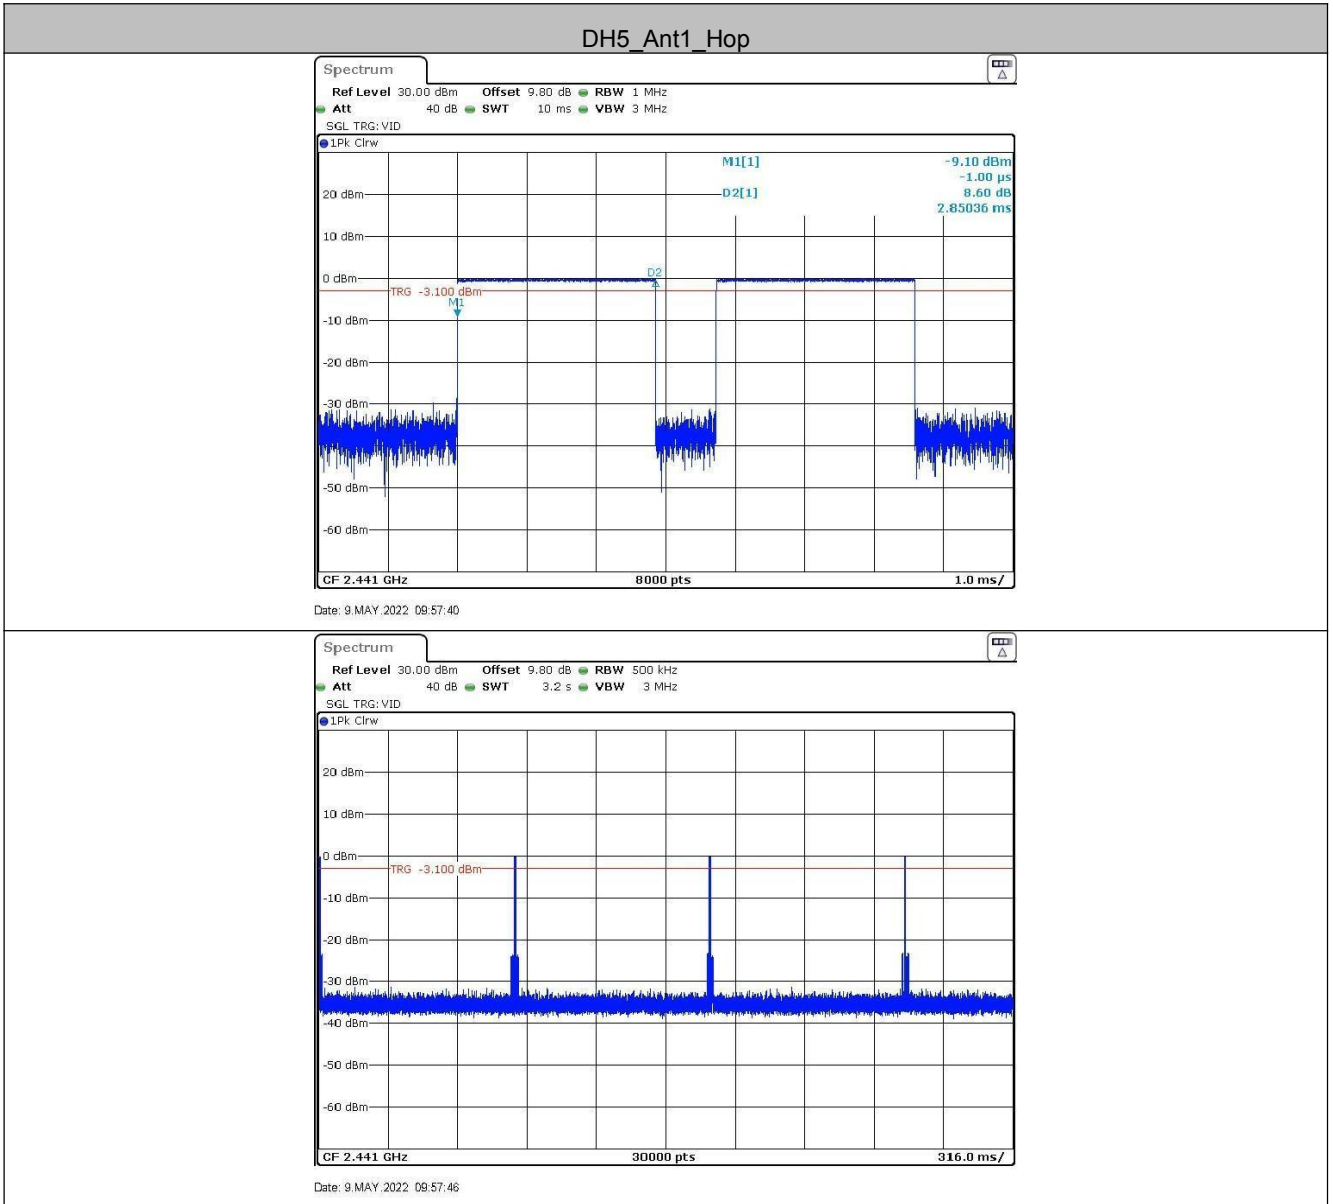 DH5_Ant1_Hop
Spectrum
Ref Level 30.00 dBm Offset 9.80 dB RBW 1 MHz
Att 40 dB SWT 10 ms VBW 3 MHz
SGL TRG: VID
1Pk Clrw
M1[1] -9.10 dBm
-1.00 µs
20 dBm D2[1] 8.60 dB
2.85036 ms
10 dBm
D2
0 dBm
TRG -3.100 dBm
M1
-10 dBm
-20 dBm
-30 dBm
-50 dBm
-60 dBm
CF 2.441 GHz 8000 pts 1.0 ms/
Date: 9.MAY.2022 09:57:40
Spectrum
Ref Level 30.00 dBm Offset 9.80 dB RBW 500 kHz
Att 40 dB SWT 3.2 s VBW 3 MHz
SGL TRG: VID
1Pk Clrw
20 dBm
10 dBm
0 dBm
TRG -3.100 dBm
-10 dBm
-20 dBm
-30 dBm
-40 dBm
-50 dBm
-60 dBm
CF 2.441 GHz 30000 pts 316.0 ms/
Date: 9.MAY.2022 09:57:46